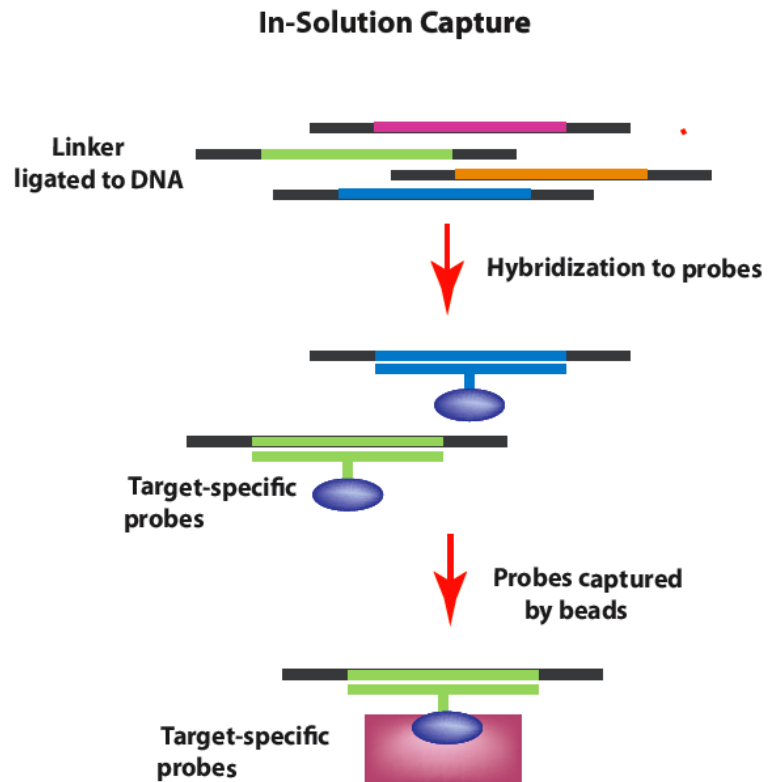 In-Solution Capture
Linker
ligated to DNA
Hybridization to probes
Target-specific
probes
Probes captured
by beads
Target-specific
probes